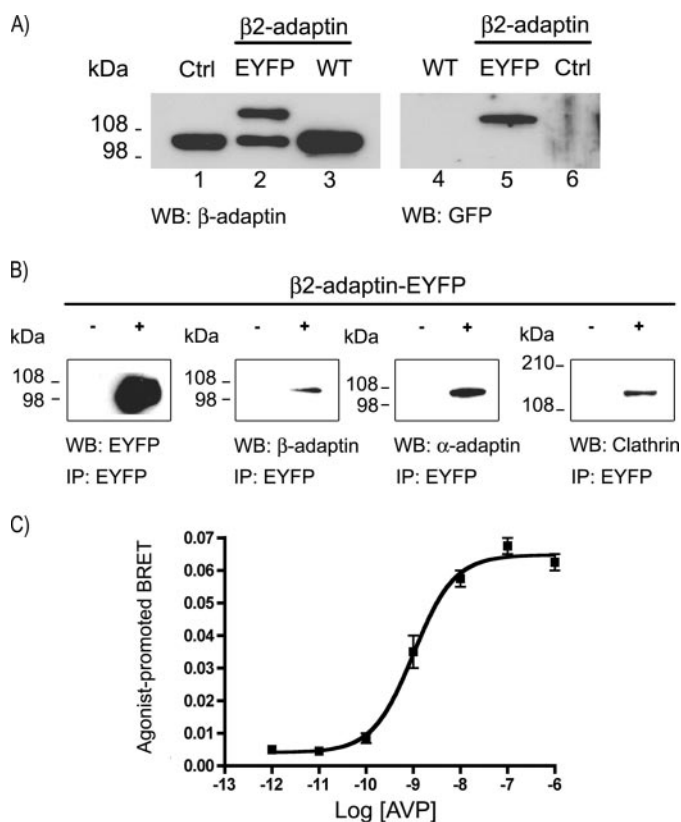 A)
β2-adaptin
β2-adaptin
kDa
Ctrl EYFP WT
WT EYFP Ctrl
108
98
1 2 3
4 5 6
WB: β-adaptin
WB: GFP
B)
β2-adaptin-EYFP
kDa - +
kDa - +
kDa - +
kDa - +
108
98
108
98
108
98
210
108
WB: EYFP
WB: β-adaptin
WB: α-adaptin
WB: Clathrin
IP: EYFP
IP: EYFP
IP: EYFP
IP: EYFP
C)
Agonist-promoted BRET
0.07
0.06
0.05
0.04
0.03
0.02
0.01
0.00
-13 -12 -11 -10 -9 -8 -7 -6
Log [AVP]